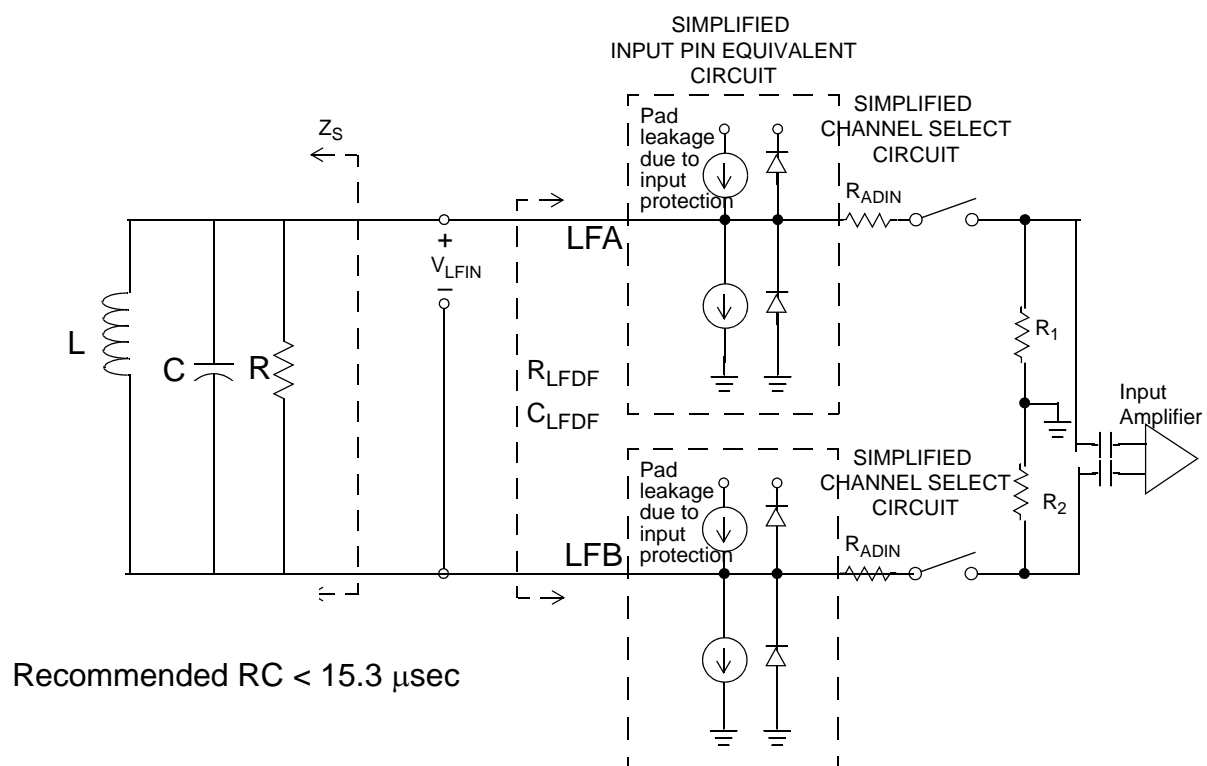 SIMPLIFIED
INPUT PIN EQUIVALENT
CIRCUIT
Pad
leakage
due to
input
protection
SIMPLIFIED
CHANNEL SELECT
CIRCUIT
ZS
RADIN
LFA
+
VLFIN
–
L
C
R
RLFDF
CLFDF
R1
Input
Amplifier
Pad
leakage
due to
input
protection
SIMPLIFIED
CHANNEL SELECT
CIRCUIT
R2
LFB
RADIN
Recommended RC < 15.3 μsec